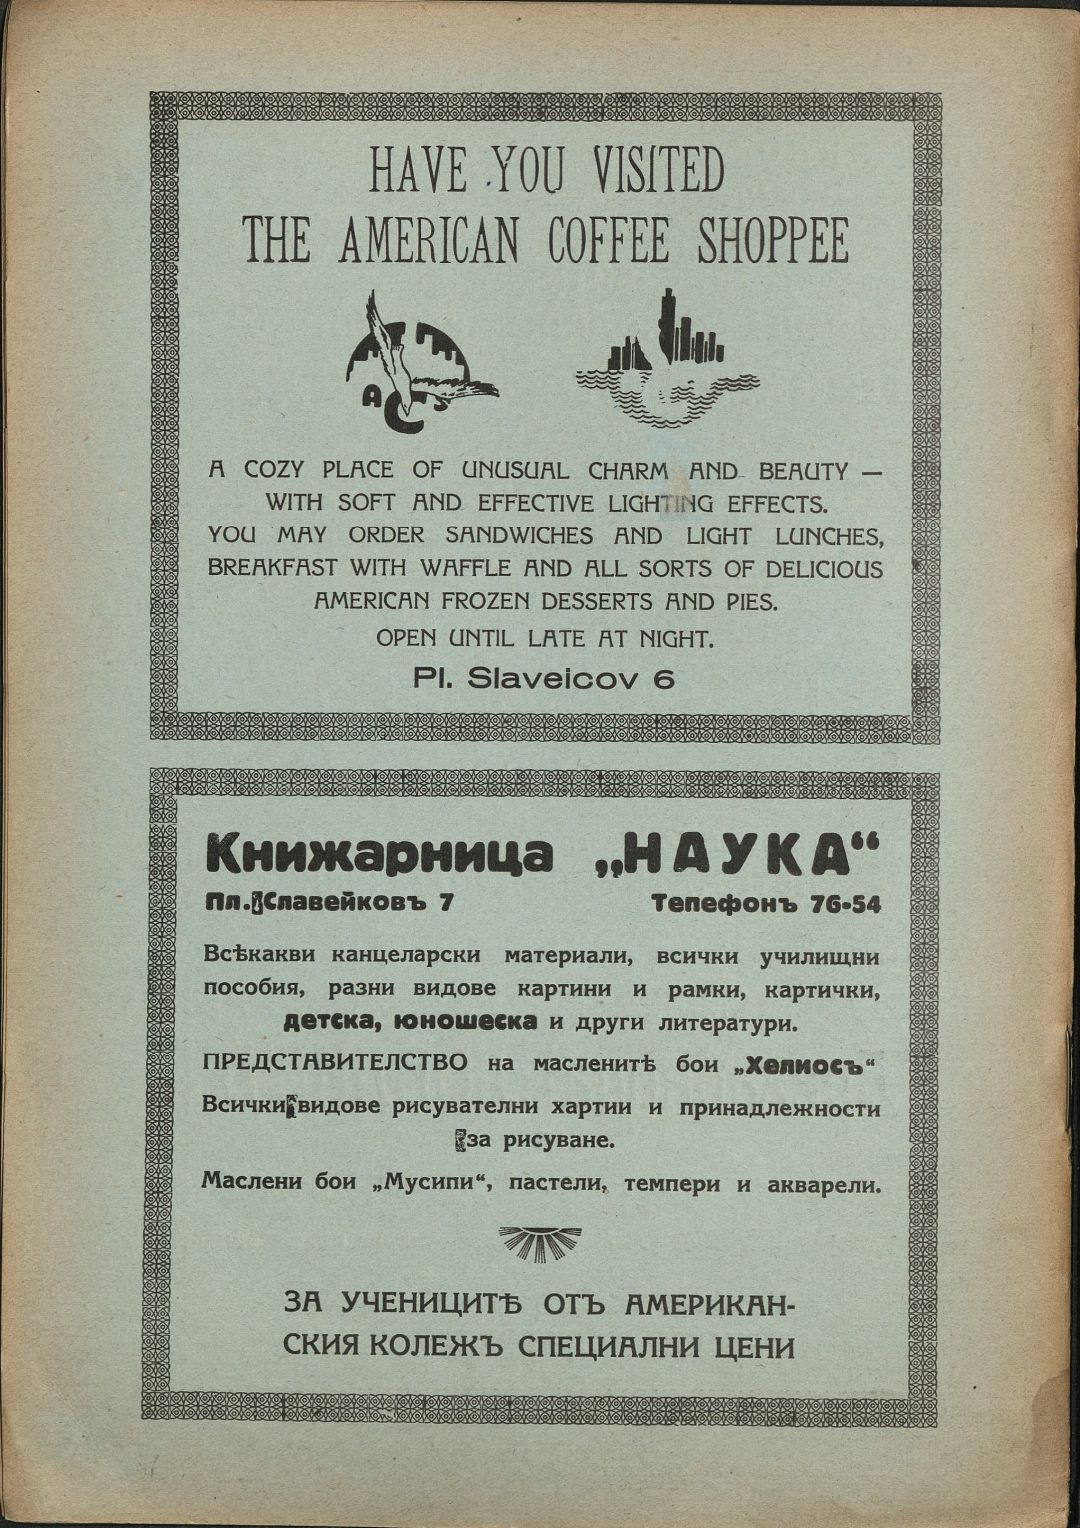 HAVE YOU VISITED
THE AMERICAN COFFEE SHOPPEE
ACS
A COZY PLACE OF UNUSUAL CHARM AND BEAUTY —
WITH SOFT AND EFFECTIVE LIGHTING EFFECTS.
YOU MAY ORDER SANDWICHES AND LIGHT LUNCHES,
BREAKFAST WITH WAFFLE AND ALL SORTS OF DELICIOUS
AMERICAN FROZEN DESSERTS AND PIES.
OPEN UNTIL LATE AT NIGHT.
Pl. Slaveicov 6
Книжарница „НАУКА“
Пл. Славейковъ 7 Телефонъ 76-54
Всѣкакви канцеларски материали, всички училищни
пособия, разни видове картини и рамки, картички,
детска, юношеска и други литератури.
ПРЕДСТАВИТЕЛСТВО на масленитѣ бои „Хелиосъ“
Всички видове рисувателни хартии и принадлежности
за рисуване.
Маслени бои „Мусипи“, пастели, темпери и акварели.
ЗА УЧЕНИЦИТѢ ОТЪ АМЕРИКАН-
СКИЯ КОЛЕЖЪ СПЕЦИАЛНИ ЦЕНИ